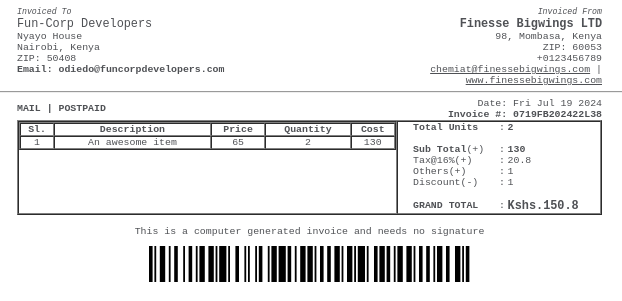 Invoiced To
Fun-Corp Developers
Nyayo House
Nairobi, Kenya
ZIP: 50408
Email: odiedo@funcorpdevelopers.com
Invoiced From
Finesse Bigwings LTD
98, Mombasa, Kenya
ZIP: 60053
+0123456789
chemiat@finessebigwings.com |
www.finessebigwings.com
MAIL | POSTPAID
Date: Fri Jul 19 2024
Invoice #: 0719FB202422L38
Sl. Description Price Quantity Cost
1 An awesome item 65 2 130
Total Units : 2
Sub Total(+) : 130
Tax@16%(+) : 20.8
Others(+) : 1
Discount(-) : 1
GRAND TOTAL : Kshs.150.8
This is a computer generated invoice and needs no signature